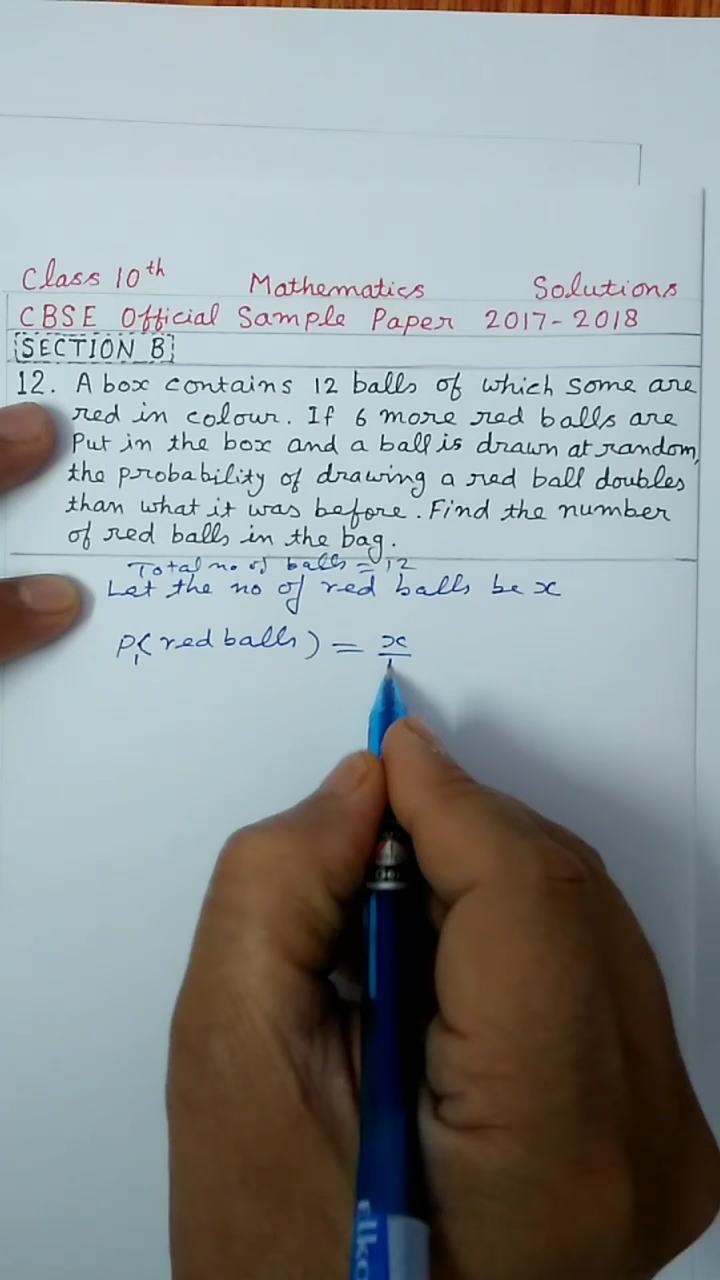 Class 10th Mathematics Solutions
CBSE Official Sample Paper 2017-2018
SECTION B
12. A box contains 12 balls of which some are
red in colour. If 6 more red balls are
Put in the box and a ball is drawn at random,
the probability of drawing a red ball doubles
than what it was before. Find the number
of red balls in the bag.
Total no of balls = 12
Let the no of red balls be x
P1(red balls) = x/1
elko